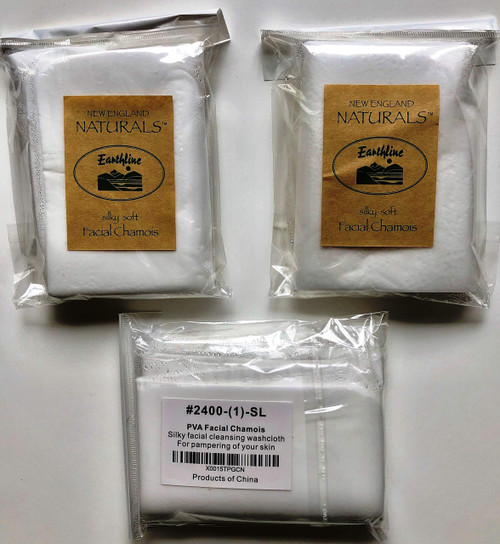 NEW ENGLAND
NATURALS™
Earthline
silky soft
Facial Chamois
NEW ENGLAND
NATURALS™
Earthline
silky soft
Facial Chamois
#2400-(1)-SL
PVA Facial Chamois
Silky facial cleansing washcloth
For pampering of your skin
X0015TPGCN
Products of China